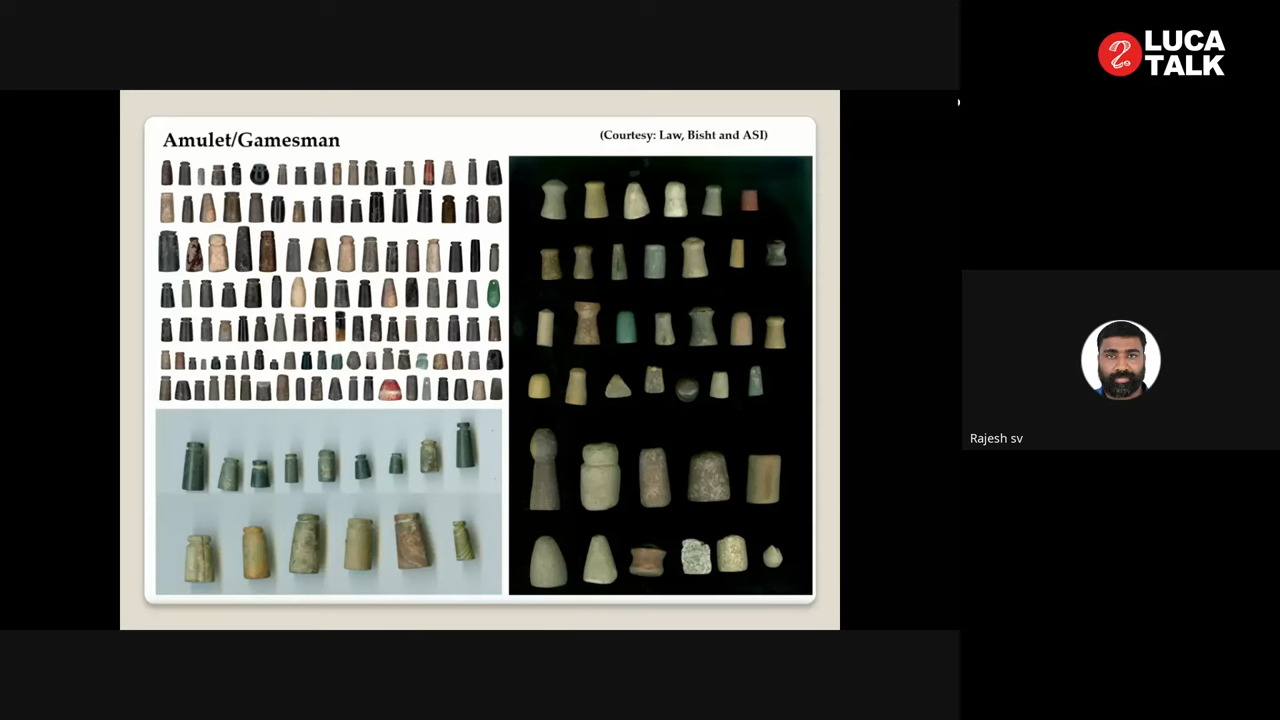 LUCA
TALK
Amulet/Gamesman
(Courtesy: Law, Bisht and ASI)
Rajesh sv